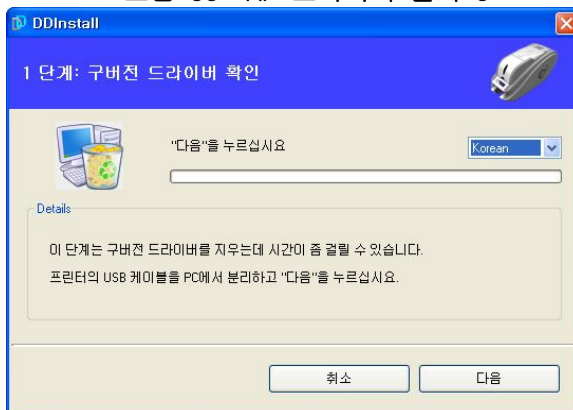 DDInstall
1 단계: 구버전 드라이버 확인
"다음"을 누르십시요
Korean
Details
이 단계는 구버전 드라이버를 지우는데 시간이 좀 걸릴 수 있습니다.
프린터의 USB 케이블을 PC에서 분리하고 "다음"을 누르십시요.
취소
다음